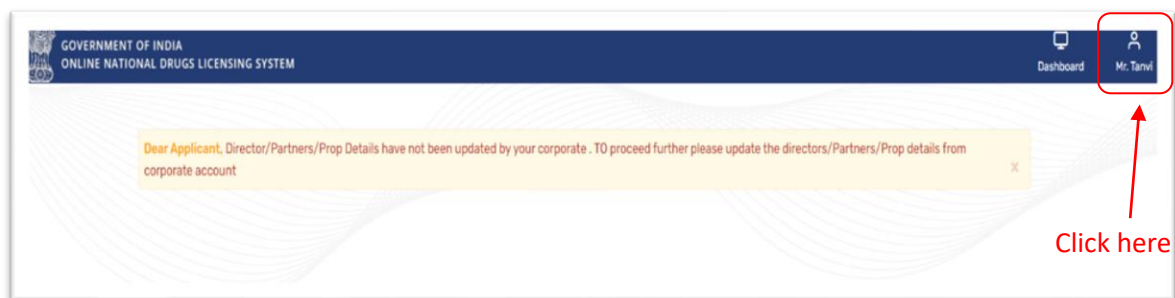 GOVERNMENT OF INDIA
ONLINE NATIONAL DRUGS LICENSING SYSTEM
Dashboard
Mr. Tanvi
Dear Applicant, Director/Partners/Prop Details have not been updated by your corporate . TO proceed further please update the directors/Partners/Prop details from
corporate account
x
Click here